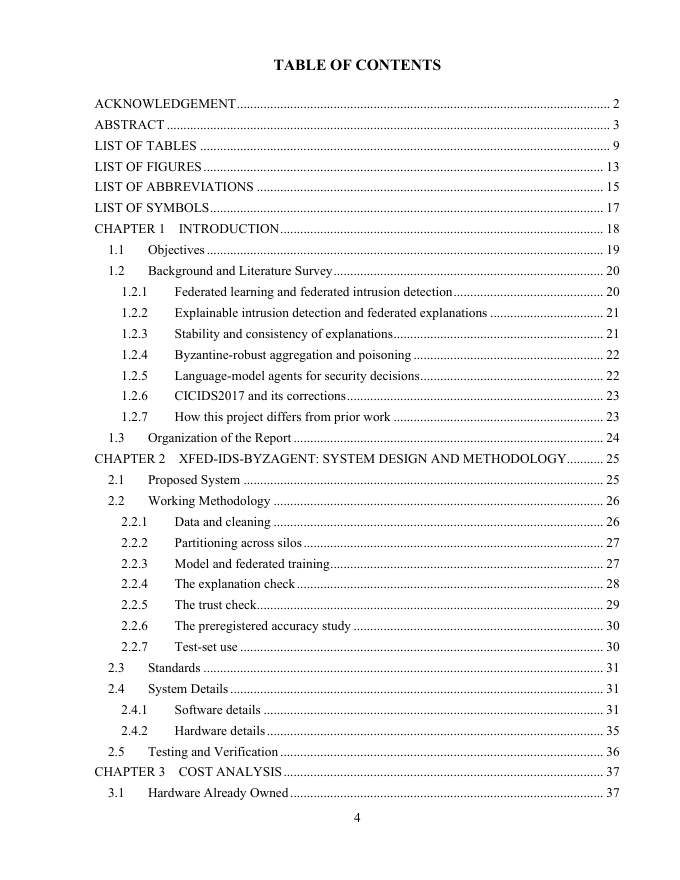 TABLE OF CONTENTS
ACKNOWLEDGEMENT 2
ABSTRACT 3
LIST OF TABLES 9
LIST OF FIGURES 13
LIST OF ABBREVIATIONS 15
LIST OF SYMBOLS 17
CHAPTER 1 INTRODUCTION 18
1.1 Objectives 19
1.2 Background and Literature Survey 20
1.2.1 Federated learning and federated intrusion detection 20
1.2.2 Explainable intrusion detection and federated explanations 21
1.2.3 Stability and consistency of explanations 21
1.2.4 Byzantine-robust aggregation and poisoning 22
1.2.5 Language-model agents for security decisions 22
1.2.6 CICIDS2017 and its corrections 23
1.2.7 How this project differs from prior work 23
1.3 Organization of the Report 24
CHAPTER 2 XFED-IDS-BYZAGENT: SYSTEM DESIGN AND METHODOLOGY 25
2.1 Proposed System 25
2.2 Working Methodology 26
2.2.1 Data and cleaning 26
2.2.2 Partitioning across silos 27
2.2.3 Model and federated training 27
2.2.4 The explanation check 28
2.2.5 The trust check 29
2.2.6 The preregistered accuracy study 30
2.2.7 Test-set use 30
2.3 Standards 31
2.4 System Details 31
2.4.1 Software details 31
2.4.2 Hardware details 35
2.5 Testing and Verification 36
CHAPTER 3 COST ANALYSIS 37
3.1 Hardware Already Owned 37
4